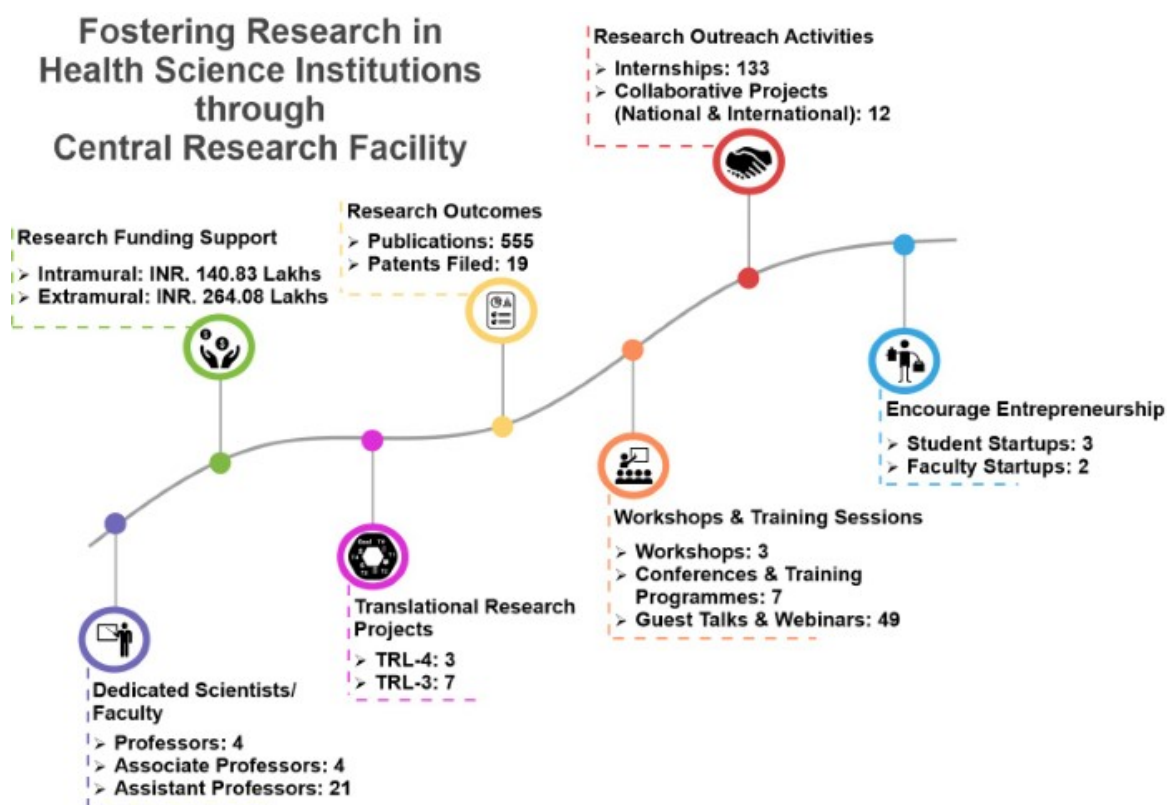 Fostering Research in
Health Science Institutions
through
Central Research Facility
Research Funding Support
➢ Intramural: INR. 140.83 Lakhs
➢ Extramural: INR. 264.08 Lakhs
Research Outcomes
➢ Publications: 555
➢ Patents Filed: 19
Research Outreach Activities
➢ Internships: 133
➢ Collaborative Projects
(National & International): 12
Encourage Entrepreneurship
➢ Student Startups: 3
➢ Faculty Startups: 2
Workshops & Training Sessions
➢ Workshops: 3
➢ Conferences & Training
Programmes: 7
➢ Guest Talks & Webinars: 49
Translational Research
Projects
➢ TRL-4: 3
➢ TRL-3: 7
Dedicated Scientists/
Faculty
➢ Professors: 4
➢ Associate Professors: 4
➢ Assistant Professors: 21